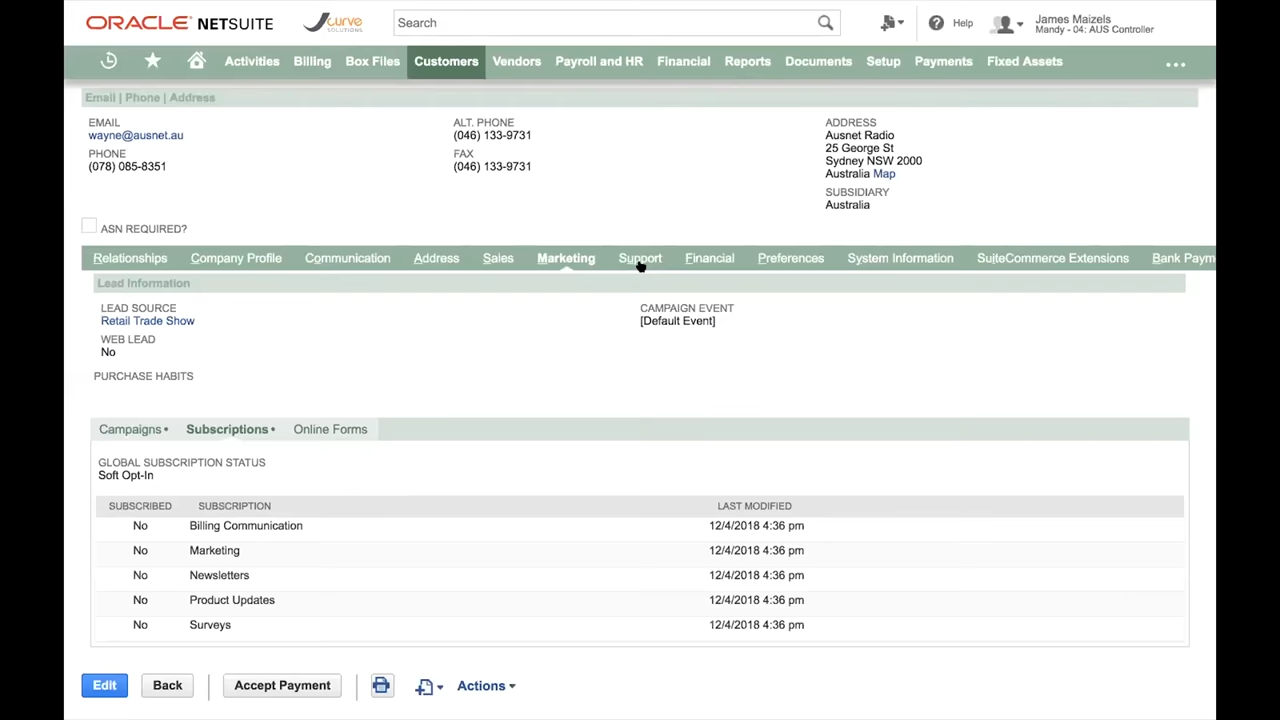 ORACLE NETSUITE
curve SOLUTIONS
Search
Help
James Maizels
Mandy - 04: AUS Controller
Activities Billing Box Files Customers Vendors Payroll and HR Financial Reports Documents Setup Payments Fixed Assets
Email | Phone | Address
EMAIL
wayne@ausnet.au
PHONE
(078) 085-8351
ALT. PHONE
(046) 133-9731
FAX
(046) 133-9731
ADDRESS
Ausnet Radio
25 George St
Sydney NSW 2000
Australia Map
SUBSIDIARY
Australia
ASN REQUIRED?
Relationships Company Profile Communication Address Sales Marketing Support Financial Preferences System Information SuiteCommerce Extensions Bank Paym
Lead Information
LEAD SOURCE
Retail Trade Show
WEB LEAD
No
PURCHASE HABITS
CAMPAIGN EVENT
[Default Event]
Campaigns • Subscriptions • Online Forms
GLOBAL SUBSCRIPTION STATUS
Soft Opt-In
SUBSCRIBED SUBSCRIPTION LAST MODIFIED
No Billing Communication 12/4/2018 4:36 pm
No Marketing 12/4/2018 4:36 pm
No Newsletters 12/4/2018 4:36 pm
No Product Updates 12/4/2018 4:36 pm
No Surveys 12/4/2018 4:36 pm
Edit Back Accept Payment Actions